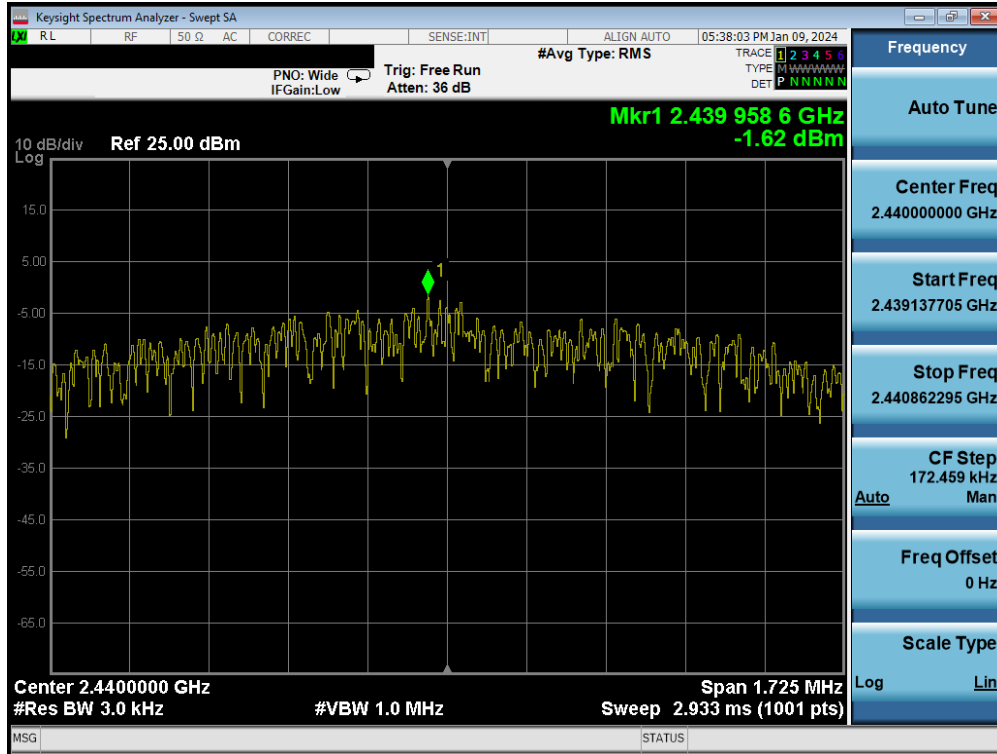 Keysight Spectrum Analyzer - Swept SA
LXI RL RF 50 Ω AC CORREC SENSE:INT ALIGN AUTO 05:38:03 PM Jan 09, 2024
Frequency
#Avg Type: RMS
TRACE 1 2 3 4 5 6
PNO: Wide Trig: Free Run
TYPE M WWWWW
IFGain:Low Atten: 36 dB
DET P N N N N N
Auto Tune
Mkr1 2.439 958 6 GHz
-1.62 dBm
10 dB/div Ref 25.00 dBm
Log
1
15.0
5.00
-5.00
-15.0
-25.0
-35.0
-45.0
-55.0
-65.0
Center Freq
2.440000000 GHz
Start Freq
2.439137705 GHz
Stop Freq
2.440862295 GHz
CF Step
172.459 kHz
Auto Man
Freq Offset
0 Hz
Scale Type
Log Lin
Center 2.4400000 GHz Span 1.725 MHz
#Res BW 3.0 kHz #VBW 1.0 MHz Sweep 2.933 ms (1001 pts)
MSG STATUS